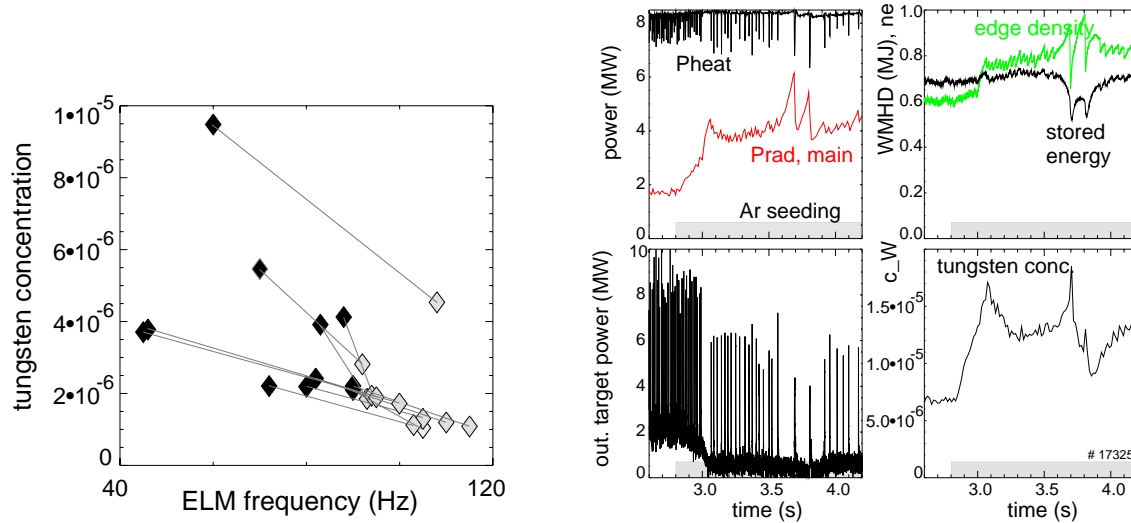 tungsten concentration
1•10-5
8•10-6
6•10-6
4•10-6
2•10-6
0
40
120
ELM frequency (Hz)
power (MW)
8
6
4
2
0
Pheat
Prad, main
Ar seeding
WMHD (MJ), ne
1.0
0.8
0.6
0.4
0.2
0.0
edge density
stored
energy
out. target power (MW)
10
8
6
4
2
0
3.0
3.5
4.0
time (s)
c_W
1.5•10-5
1.0•10-5
5.0•10-6
0
tungsten conc.
# 17325
3.0
3.5
4.0
time (s)